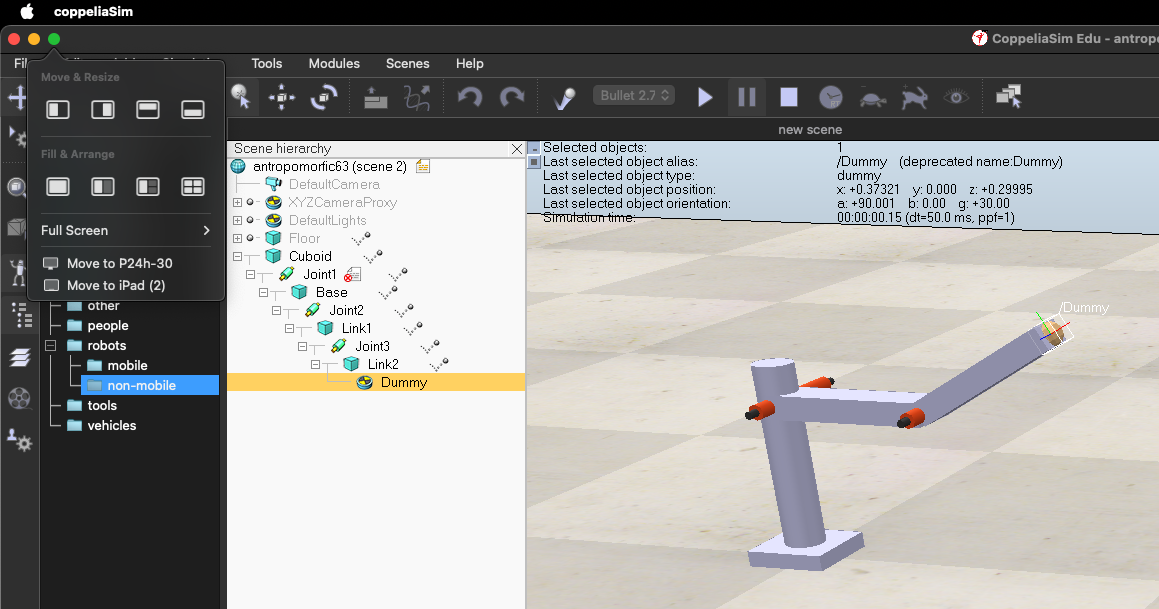 coppeliaSim
CoppeliaSim Edu - antropo
Tools Modules Scenes Help
Move & Resize
Fill & Arrange
Full Screen
Move to P24h-30
Move to iPad (2)
Bullet 2.7
RT
new scene
other
people
robots
mobile
non-mobile
tools
vehicles
Scene hierarchy
antropomorfic63 (scene 2)
DefaultCamera
XYZCameraProxy
DefaultLights
Floor
Cuboid
Joint1
Base
Joint2
Link1
Joint3
Link2
Dummy
Selected objects: 1
Last selected object alias: /Dummy (deprecated name:Dummy)
Last selected object type: dummy
Last selected object position: x: +0.37321 y: 0.000 z: +0.29995
Last selected object orientation: a: +90.001 b: 0.00 g: +30.00
Simulation time: 00:00:00.15 (dt=50.0 ms, ppf=1)
/Dummy